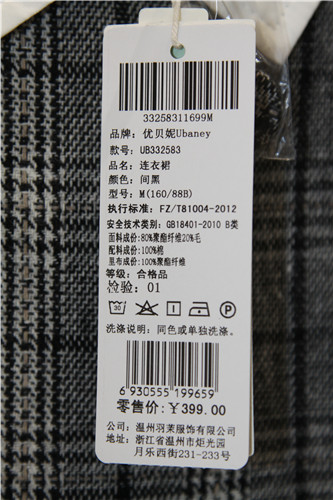 33258311699M
品牌: 优贝妮Ubaney
款号: UB332583
品名: 连衣裙
颜色: 间黑
型号: M(160/88B)
执行标准: FZ/T81004-2012
安全技术类别: GB18401-2010 B类
面料成份:80%聚酯纤维20%毛
配料成份:100%棉
里布成份:100%聚酯纤维
等级: 合格品
检验: 01
30
P
洗涤说明: 同色或单独洗涤。
6 930555 199659
零售价:￥399.00
公司: 温州羽茉服饰有限公司
地址: 浙江省温州市炬光园
月乐西街231-233号